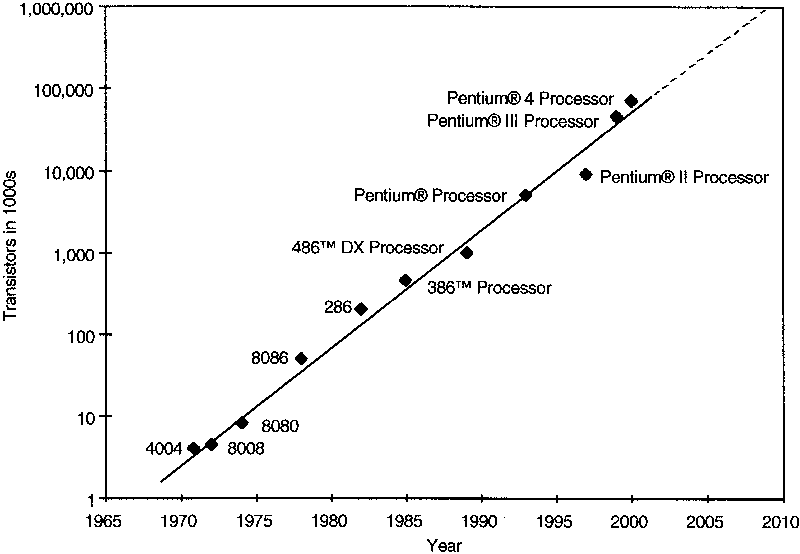 1,000,000
100,000
Pentium® 4 Processor
Pentium® III Processor
10,000
Pentium® II Processor
Pentium® Processor
Transistors in 1000s
1,000
486™ DX Processor
386™ Processor
286
100
8086
10
8080
4004
8008
1
1965 1970 1975 1980 1985 1990 1995 2000 2005 2010
Year